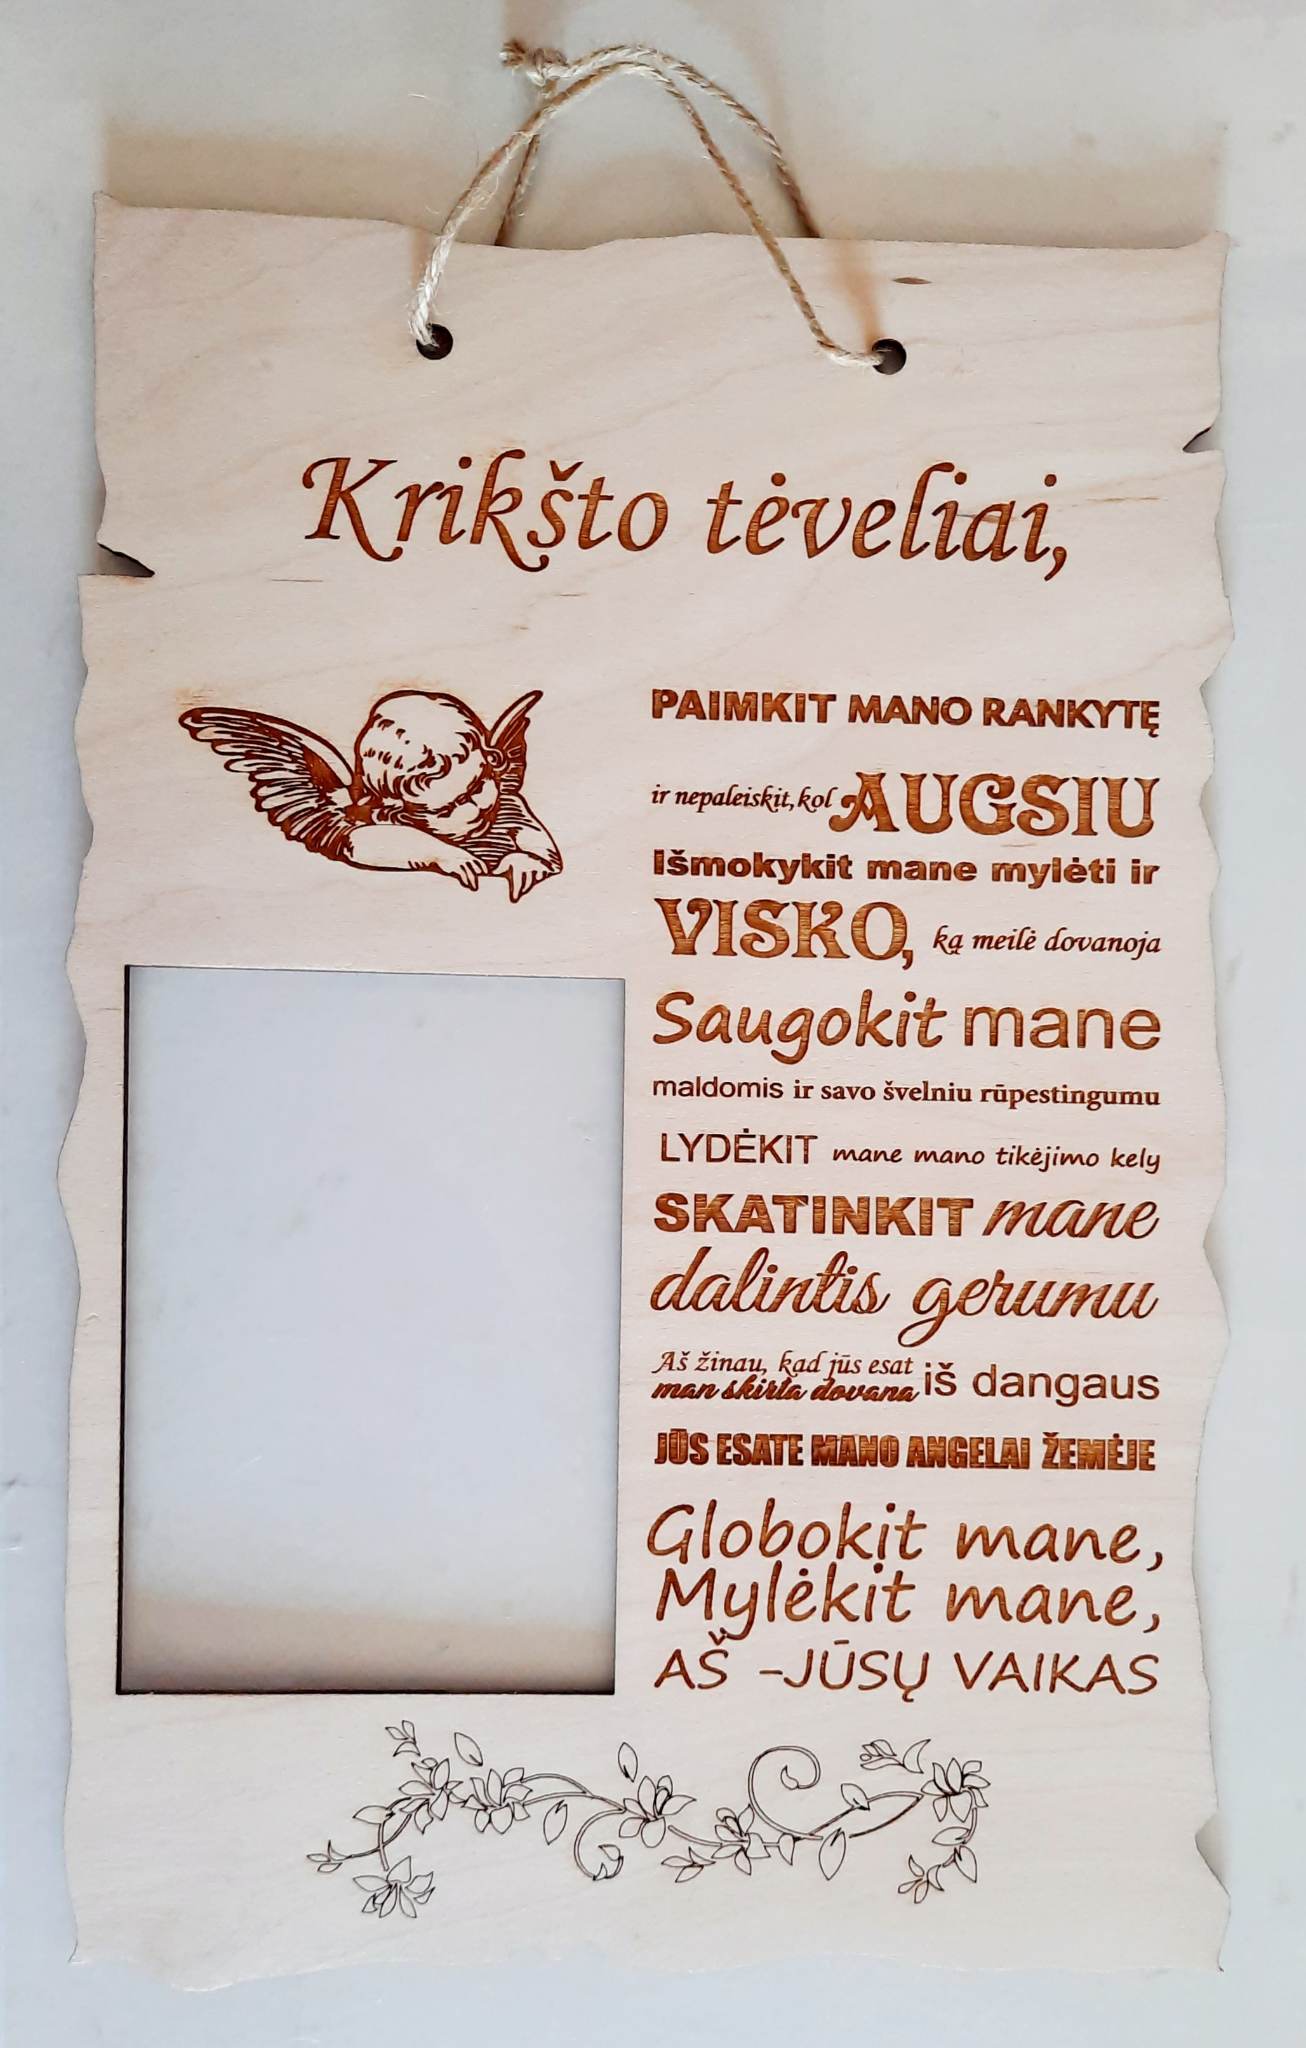 Krikšto tėveliai,
PAIMKIT MANO RANKYTĘ
ir nepaleiskit, kol AUGSIU
Išmokykit mane mylėti ir
VISKO, ką meilė dovanoja
Saugokit mane
maldomis ir savo švelniu rūpestingumu
LYDĖKIT mane mano tikėjimo kely
SKATINKIT mane
dalintis gerumu
Aš žinau, kad jūs esat
man skirta dovana iš dangaus
JŪS ESATE MANO ANGELAI ŽEMĖJE
Globokit mane,
Mylėkit mane,
AŠ -JŪSŲ VAIKAS